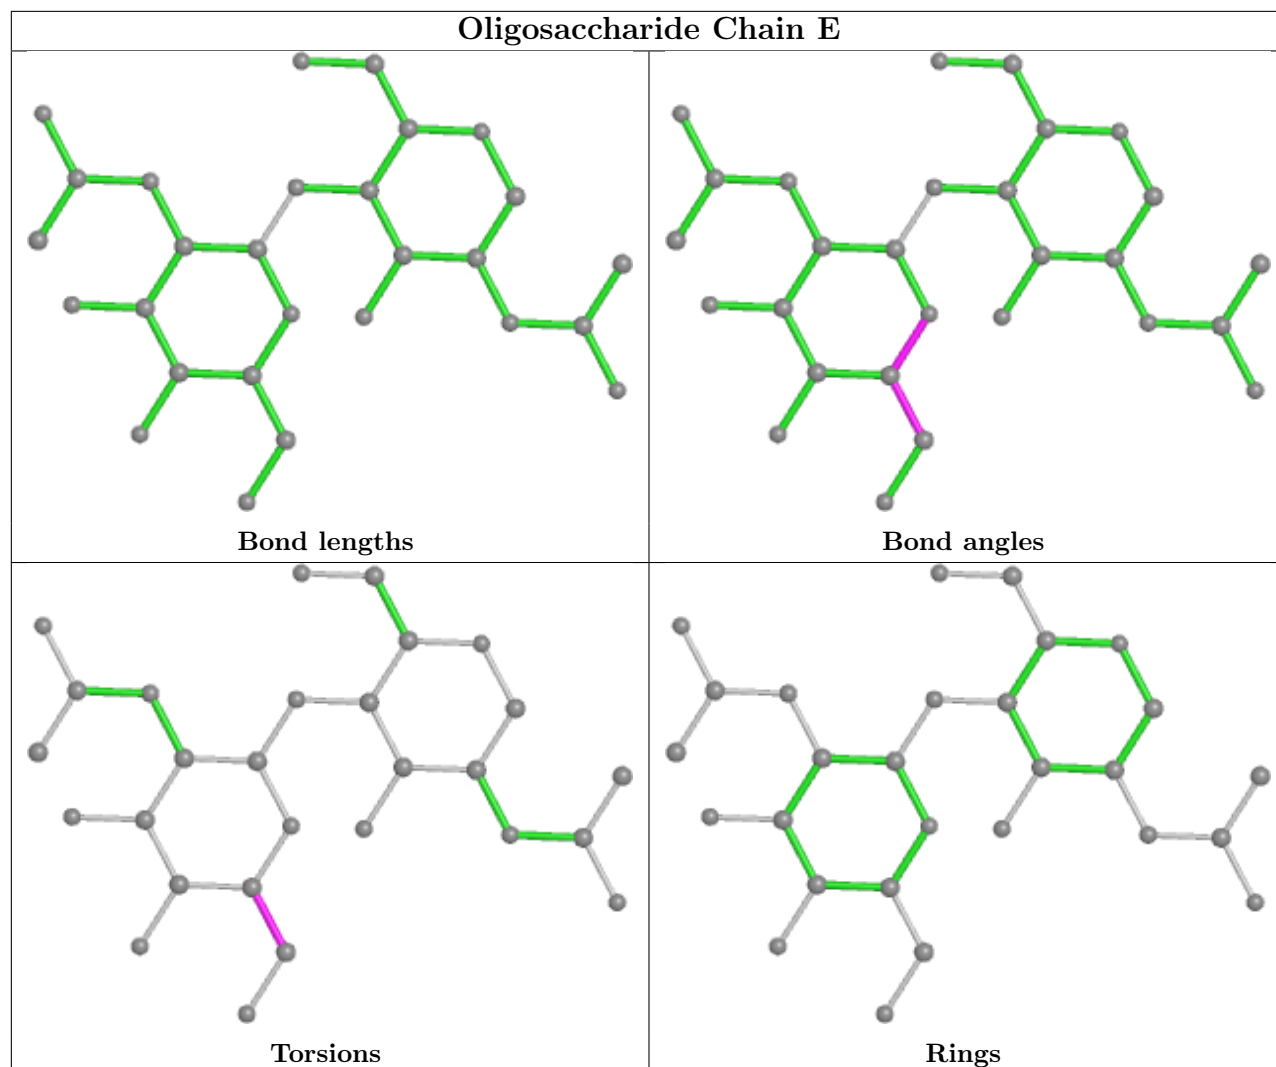 Oligosaccharide Chain E
Bond lengths
Bond angles
Torsions
Rings